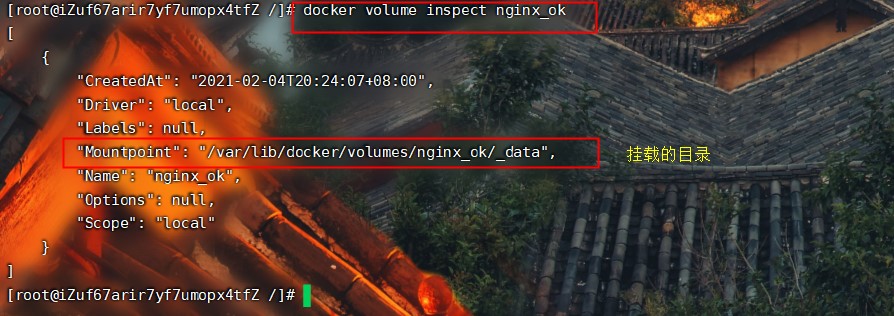 [root@iZuf67arir7yf7umopx4tfZ /]# docker volume inspect nginx_ok
[
    {
        "CreatedAt": "2021-02-04T20:24:07+08:00",
        "Driver": "local",
        "Labels": null,
        "Mountpoint": "/var/lib/docker/volumes/nginx_ok/_data", 挂载的目录
        "Name": "nginx_ok",
        "Options": null,
        "Scope": "local"
    }
]
[root@iZuf67arir7yf7umopx4tfZ /]#